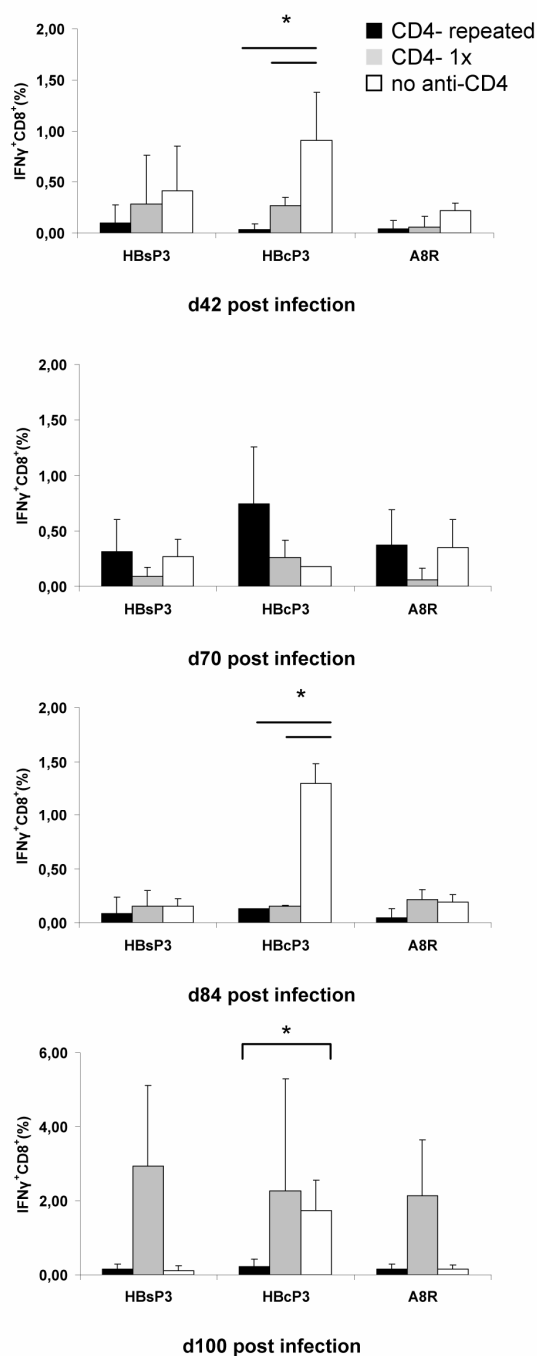 CD4- repeated
CD4- 1x
no anti-CD4
*
IFNγ⁺CD8⁺(%)
2,00
1,50
1,00
0,50
0,00
HBsP3 HBcP3 A8R
d42 post infection
IFNγ⁺CD8⁺(%)
2,00
1,50
1,00
0,50
0,00
HBsP3 HBcP3 A8R
d70 post infection
*
IFNγ⁺CD8⁺(%)
2,00
1,50
1,00
0,50
0,00
HBsP3 HBcP3 A8R
d84 post infection
*
IFNγ⁺CD8⁺(%)
6,00
4,00
2,00
0,00
HBsP3 HBcP3 A8R
d100 post infection